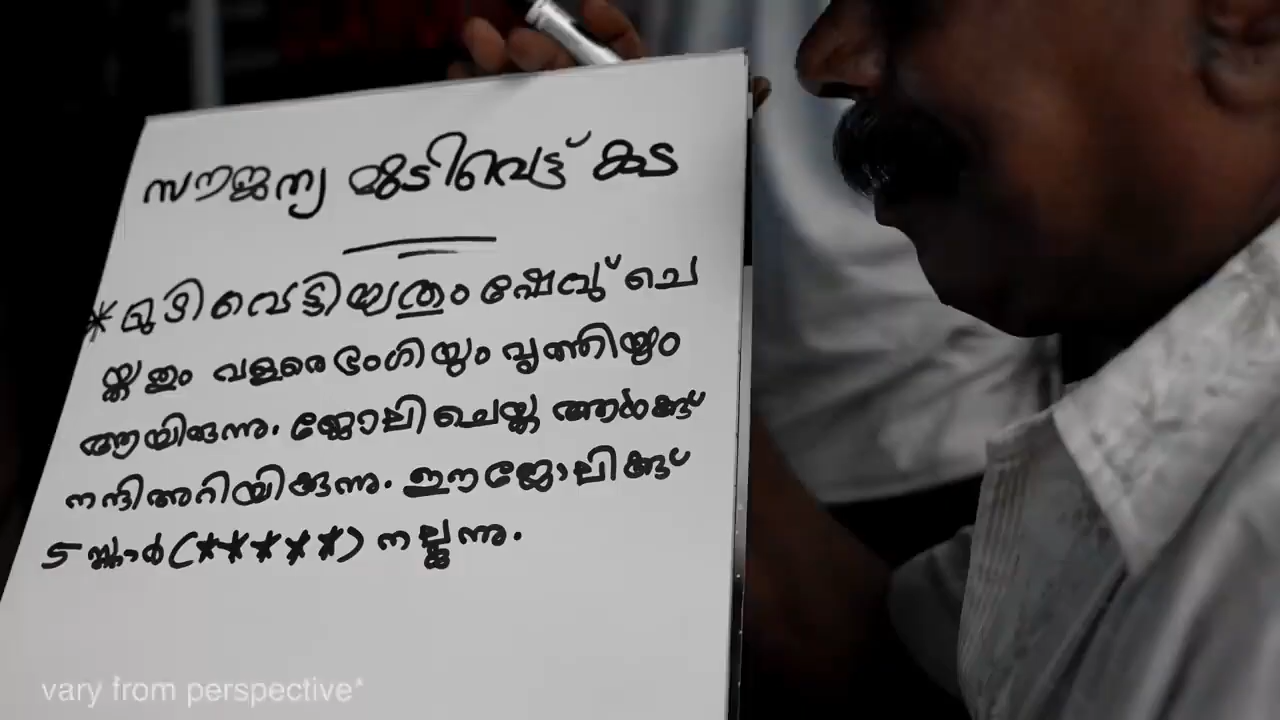 സൗജന്യ മുടിവെട്ട് കട
*മുടി വെട്ടിയതും ഷേവു് ചെ
യ്തതും വളരെ ഭംഗിയും വൃത്തിയും
ആയിരുന്നു. ജോലി ചെയ്ത ആൾക്ക്
നന്ദി അറിയിക്കുന്നു. ഈ ജോലിക്ക്
5 സ്റ്റാർ (*****) നല്കുന്നു.
vary from perspective*